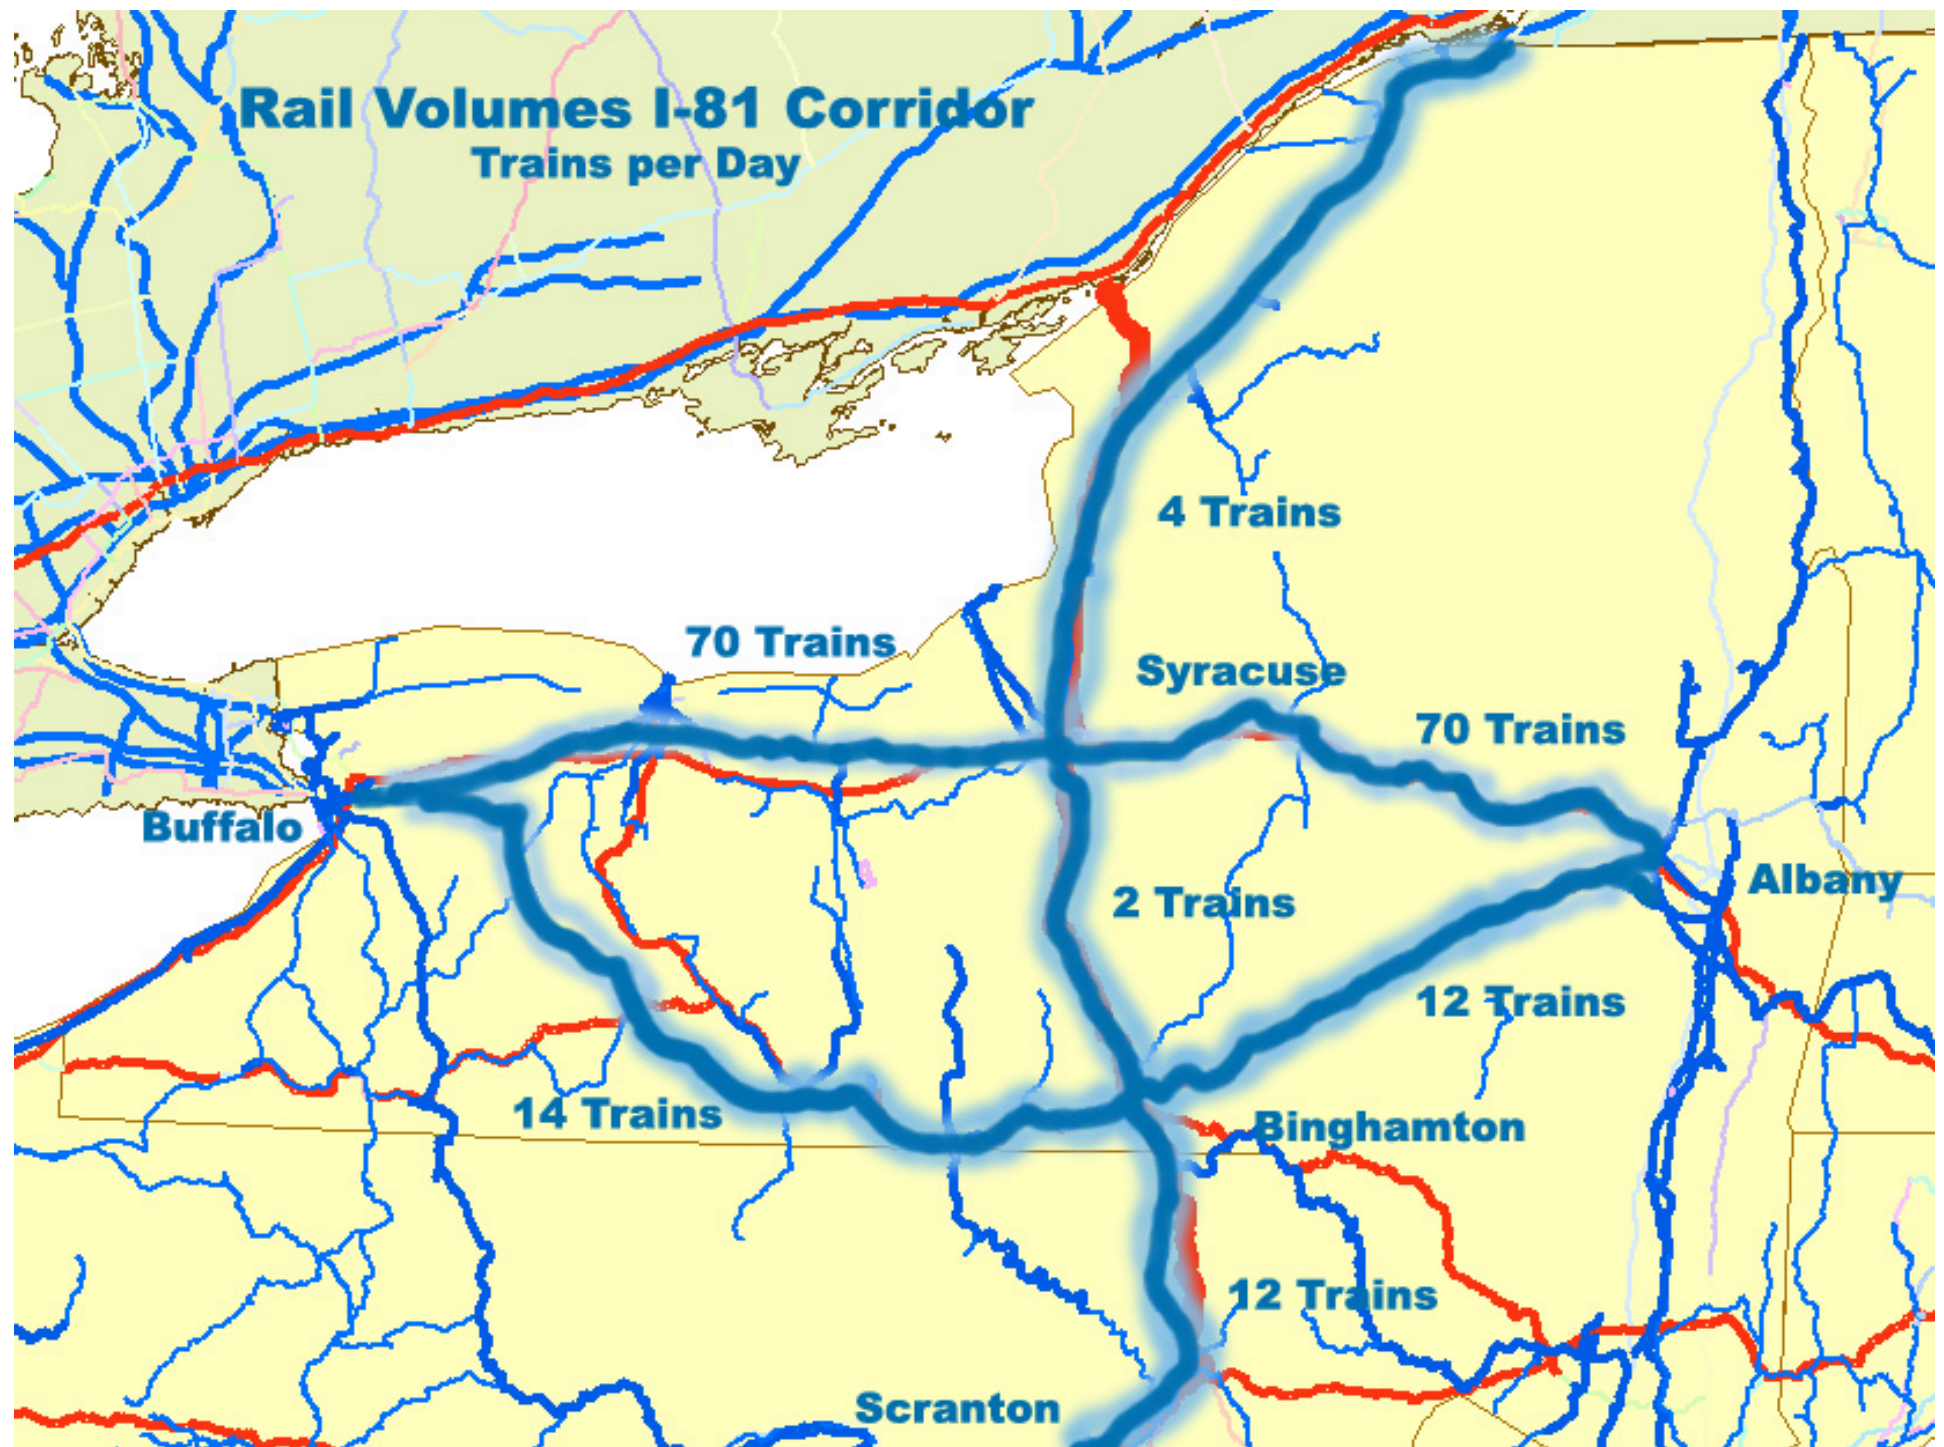 Rail Volumes I-81 Corridor
Trains per Day
4 Trains
70 Trains
Syracuse
70 Trains
Buffalo
Albany
2 Trains
12 Trains
14 Trains
Binghamton
12 Trains
Scranton